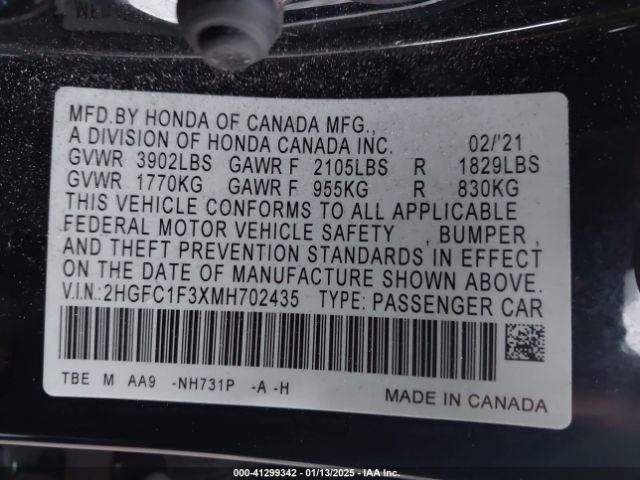 MFD.BY HONDA OF CANADA MFG.,
A DIVISION OF HONDA CANADA INC. 02/'21
GVWR 3902LBS GAWR F 2105LBS R 1829LBS
GVWR 1770KG GAWR F 955KG R 830KG
THIS VEHICLE CONFORMS TO ALL APPLICABLE
FEDERAL MOTOR VEHICLE SAFETY , BUMPER ,
AND THEFT PREVENTION STANDARDS IN EFFECT
ON THE DATE OF MANUFACTURE SHOWN ABOVE.
V.I.N.:2HGFC1F3XMH702435 TYPE: PASSENGER CAR
TBE M AA9 -NH731P -A -H
MADE IN CANADA
000-41299342 | 01/13/2025 - IAA Inc.